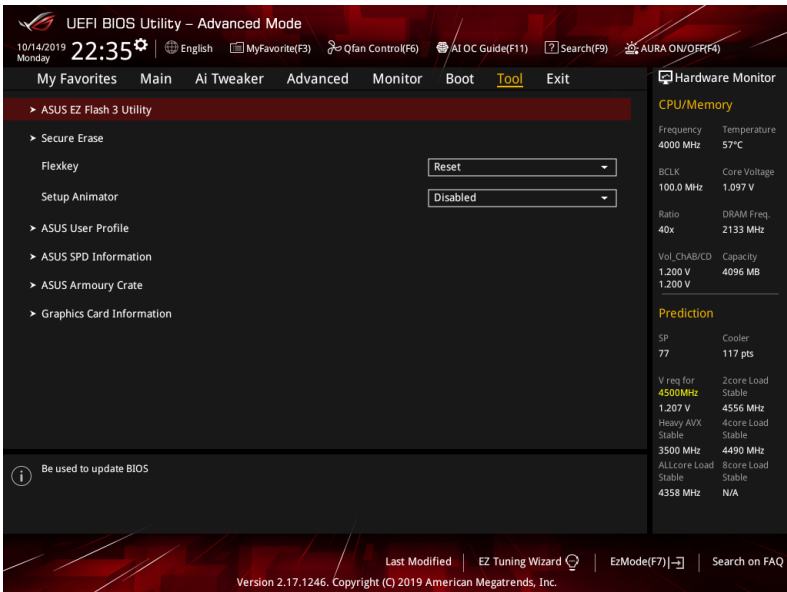 UEFI BIOS Utility – Advanced Mode
10/14/2019 Monday 22:35 English MyFavorite(F3) Qfan Control(F6) AI OC Guide(F11) ? Search(F9) AURA ON/OFF(F4)
My Favorites Main Ai Tweaker Advanced Monitor Boot Tool Exit
Hardware Monitor
ASUS EZ Flash 3 Utility
Secure Erase
Flexkey Reset
Setup Animator Disabled
ASUS User Profile
ASUS SPD Information
ASUS Armoury Crate
Graphics Card Information
Be used to update BIOS
CPU/Memory
Frequency Temperature
4000 MHz 57°C
BCLK Core Voltage
100.0 MHz 1.097 V
Ratio DRAM Freq.
40x 2133 MHz
Vol_ChAB/CD Capacity
1.200 V 4096 MB
1.200 V
Prediction
SP Cooler
77 117 pts
V req for 2core Load
4500MHz Stable
1.207 V 4556 MHz
Heavy AVX 4core Load
Stable Stable
3500 MHz 4490 MHz
ALLcore Load 8core Load
Stable Stable
4358 MHz N/A
Last Modified EZ Tuning Wizard EzMode(F7) Search on FAQ
Version 2.17.1246. Copyright (C) 2019 American Megatrends, Inc.